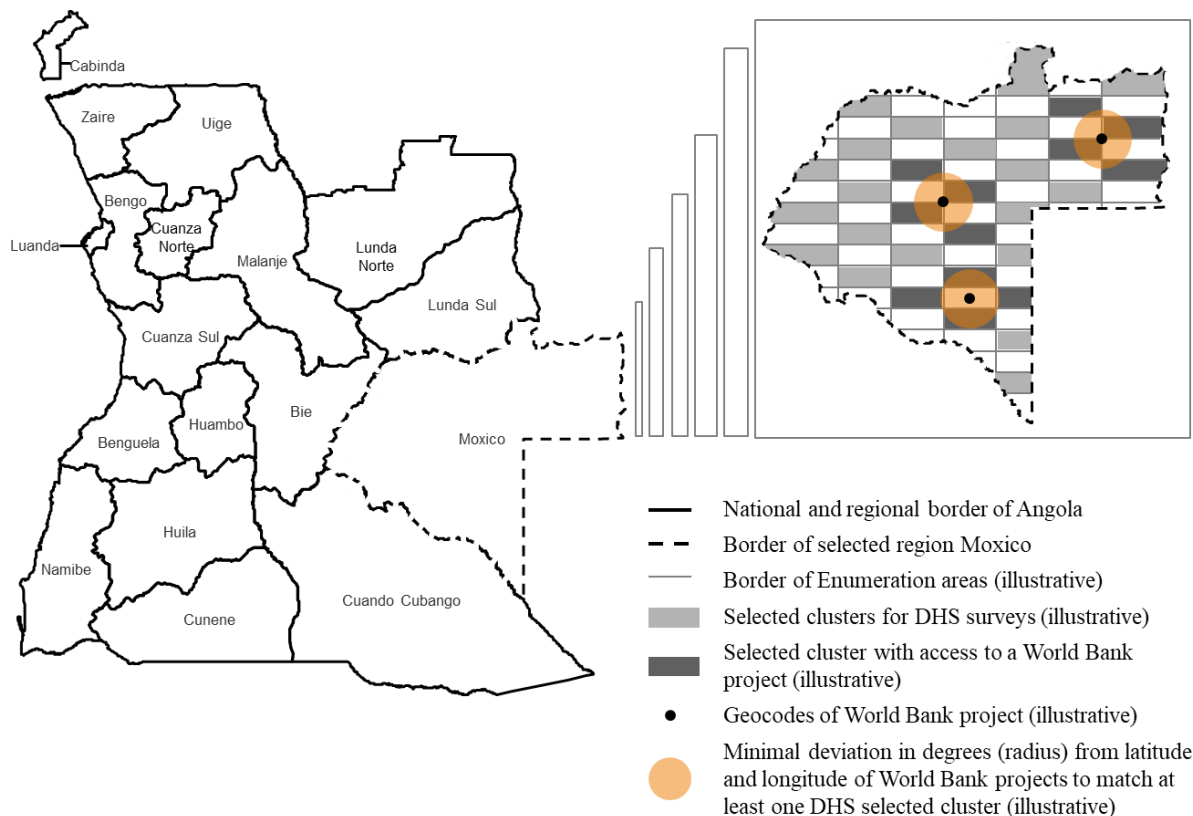 Cabinda
Zaire
Uige
Bengo
Cuanza
Norte
Luanda
Malanje
Lunda
Norte
Lunda Sul
Cuanza Sul
Bie
Huambo
Benguela
Moxico
Huila
Namibe
Cunene
Cuando Cubango
National and regional border of Angola
Border of selected region Moxico
Border of Enumeration areas (illustrative)
Selected clusters for DHS surveys (illustrative)
Selected cluster with access to a World Bank
project (illustrative)
Geocodes of World Bank project (illustrative)
Minimal deviation in degrees (radius) from latitude
and longitude of World Bank projects to match at
least one DHS selected cluster (illustrative)